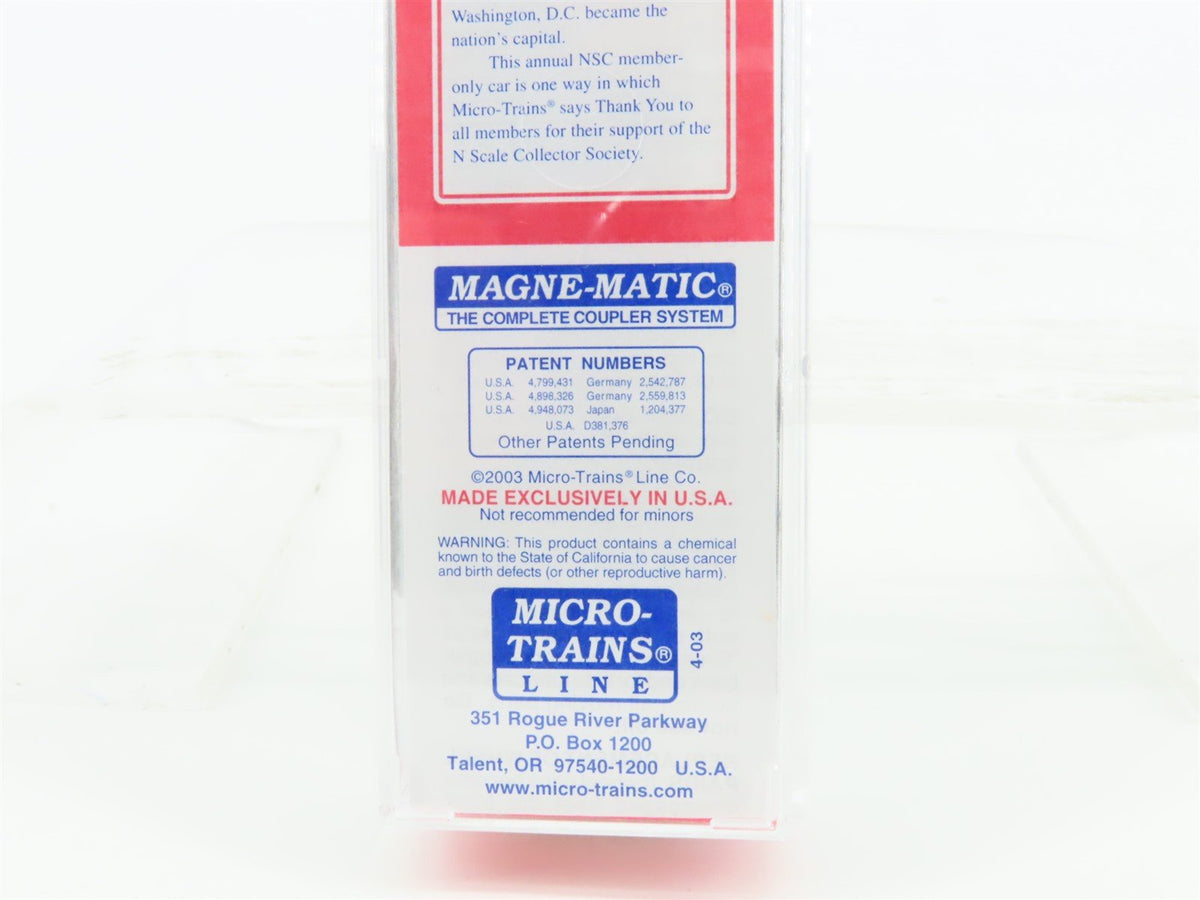 Washington, D.C. became the
nation's capital.
This annual NSC member-
only car is one way in which
Micro-Trains® says Thank You to
all members for their support of the
N Scale Collector Society.
MAGNE-MATIC®
THE COMPLETE COUPLER SYSTEM
PATENT NUMBERS
U.S.A. 4,799,431 Germany 2,542,787
U.S.A. 4,898,326 Germany 2,559,813
U.S.A. 4,948,073 Japan 1,204,377
U.S.A. D381,376
Other Patents Pending
©2003 Micro-Trains® Line Co.
MADE EXCLUSIVELY IN U.S.A.
Not recommended for minors
WARNING: This product contains a chemical
known to the State of California to cause cancer
and birth defects (or other reproductive harm).
MICRO-
TRAINS®
LINE
4-03
351 Rogue River Parkway
P.O. Box 1200
Talent, OR 97540-1200 U.S.A.
www.micro-trains.com